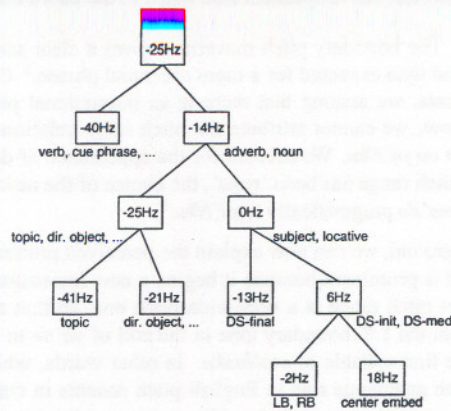 -25Hz
-40Hz
-14Hz
verb, cue phrase,
adverb, noun
-25Hz
0Hz
topic, dir. object, ...
subject, locative
-41Hz
-21Hz
-13Hz
6Hz
topic
dir. object, ...
DS-final
DS-init, DS-med
-2Hz
18Hz
LB, RB
center embed